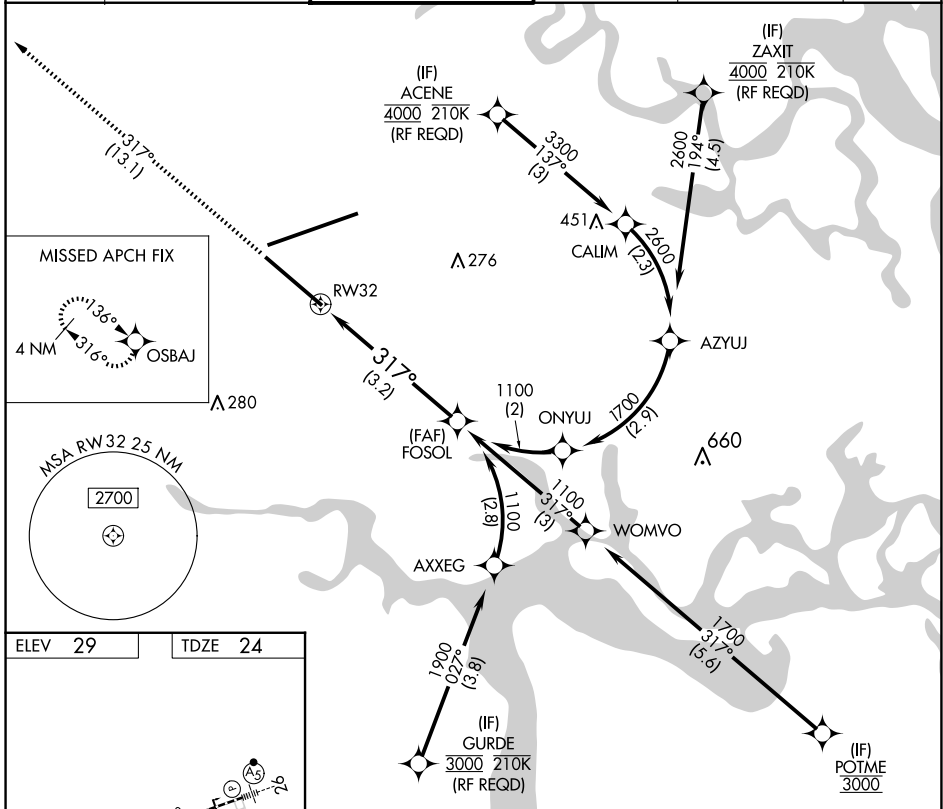 (IF)
ZAXIT
4000 210K
(RF REQD)
(IF)
ACENE
4000 210K
(RF REQD)
317°
(13.1)
3300
137°
(3)
2600
194°
(4.5)
451
CALIM
2600
(2.3)
276
MISSED APCH FIX
136°
316°
4 NM
OSBAJ
RW32
AZYUJ
317°
(3.2)
280
1100
(2)
ONYUJ
1700
(2.9)
(FAF)
FOSOL
660
MSA RW32 25 NM
2700
1100
(2.8)
1100
317°
(3)
WOMVO
AXXEG
1700
317°
(5.6)
1900
027°
(3.8)
ELEV 29
TDZE 24
(IF)
GURDE
3000 210K
(RF REQD)
(IF)
POTME
3000
P
A5
26